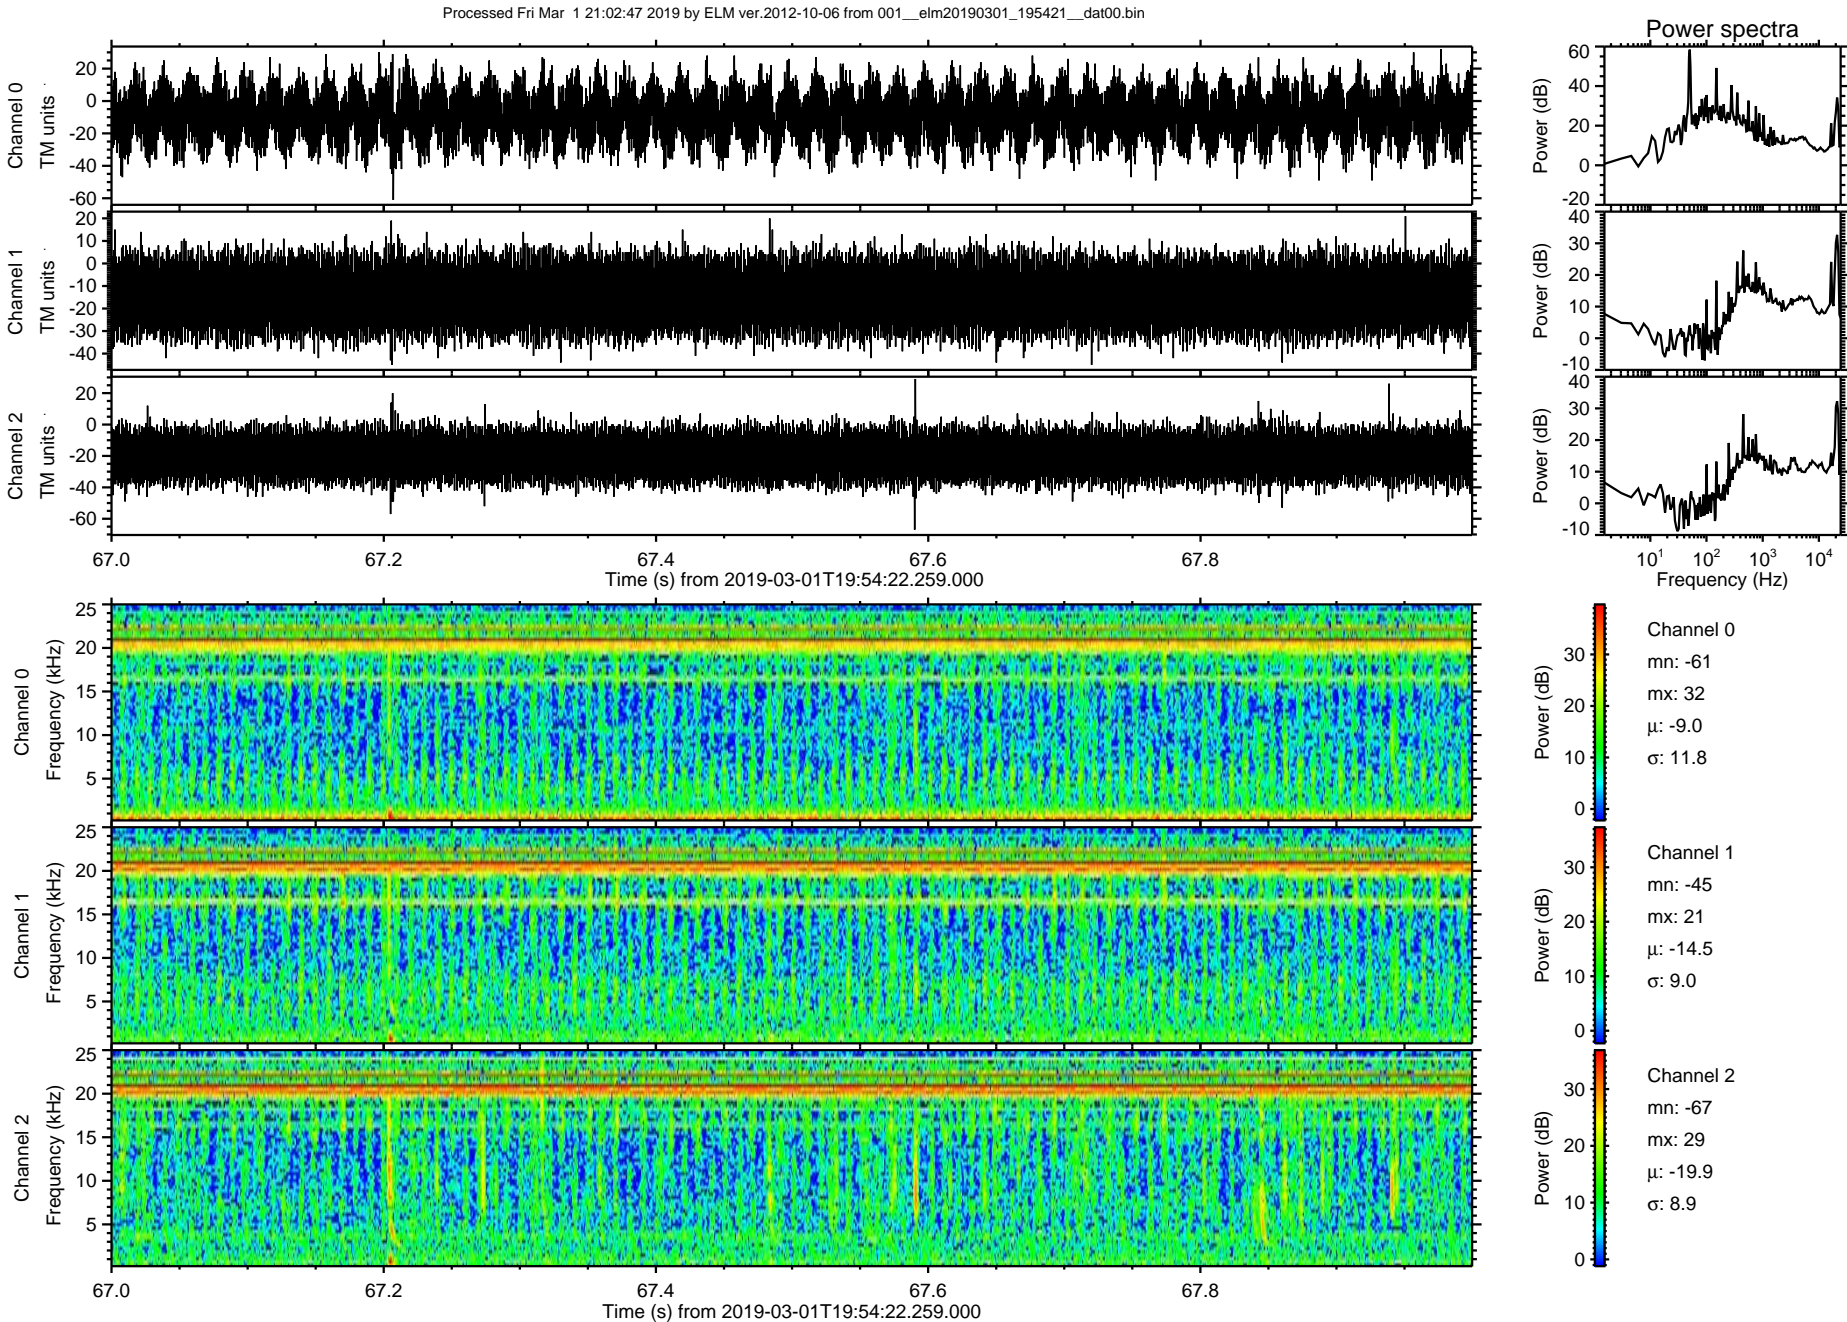 Processed Fri Mar  1 21:02:47 2019 by ELM ver.2012-10-06 from 001__elm20190301_195421__dat00.bin
Power spectra
Channel 0
TM units
20
0
-20
-40
-60
Power (dB)
60
40
20
0
-20
Channel 1
TM units
20
10
0
-10
-20
-30
-40
Power (dB)
40
30
20
10
0
-10
Channel 2
TM units
20
0
-20
-40
-60
Power (dB)
40
30
20
10
0
-10
67.0 67.2 67.4 67.6 67.8
Time (s) from 2019-03-01T19:54:22.259.000
10¹ 10² 10³ 10⁴
Frequency (Hz)
Channel 0
Frequency (kHz)
25
20
15
10
5
Power (dB)
30
20
10
0
Channel 0
mn: -61
mx: 32
μ: -9.0
σ: 11.8
Channel 1
Frequency (kHz)
25
20
15
10
5
Power (dB)
30
20
10
0
Channel 1
mn: -45
mx: 21
μ: -14.5
σ: 9.0
Channel 2
Frequency (kHz)
25
20
15
10
5
Power (dB)
30
20
10
0
Channel 2
mn: -67
mx: 29
μ: -19.9
σ: 8.9
67.0 67.2 67.4 67.6 67.8
Time (s) from 2019-03-01T19:54:22.259.000